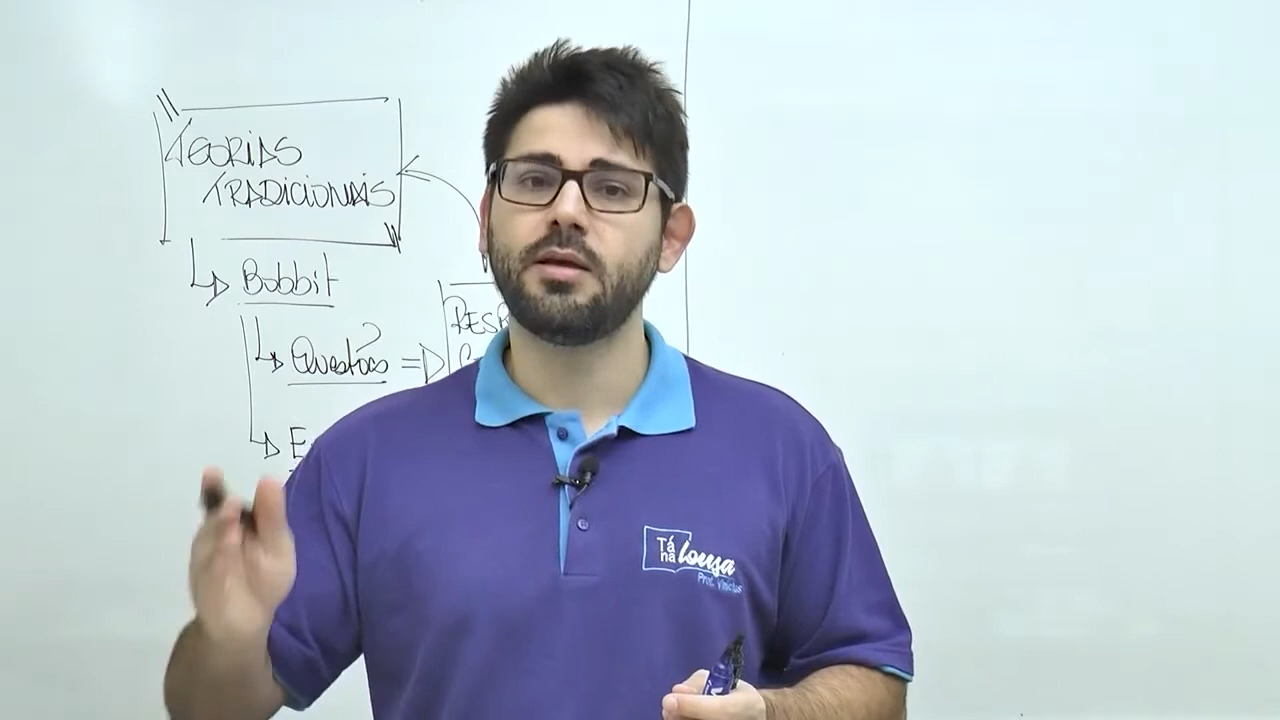 TEORIAS
TRADICIONAIS
Bobbit
Questões
?
Tá
na lousa
Prof. Vinicius